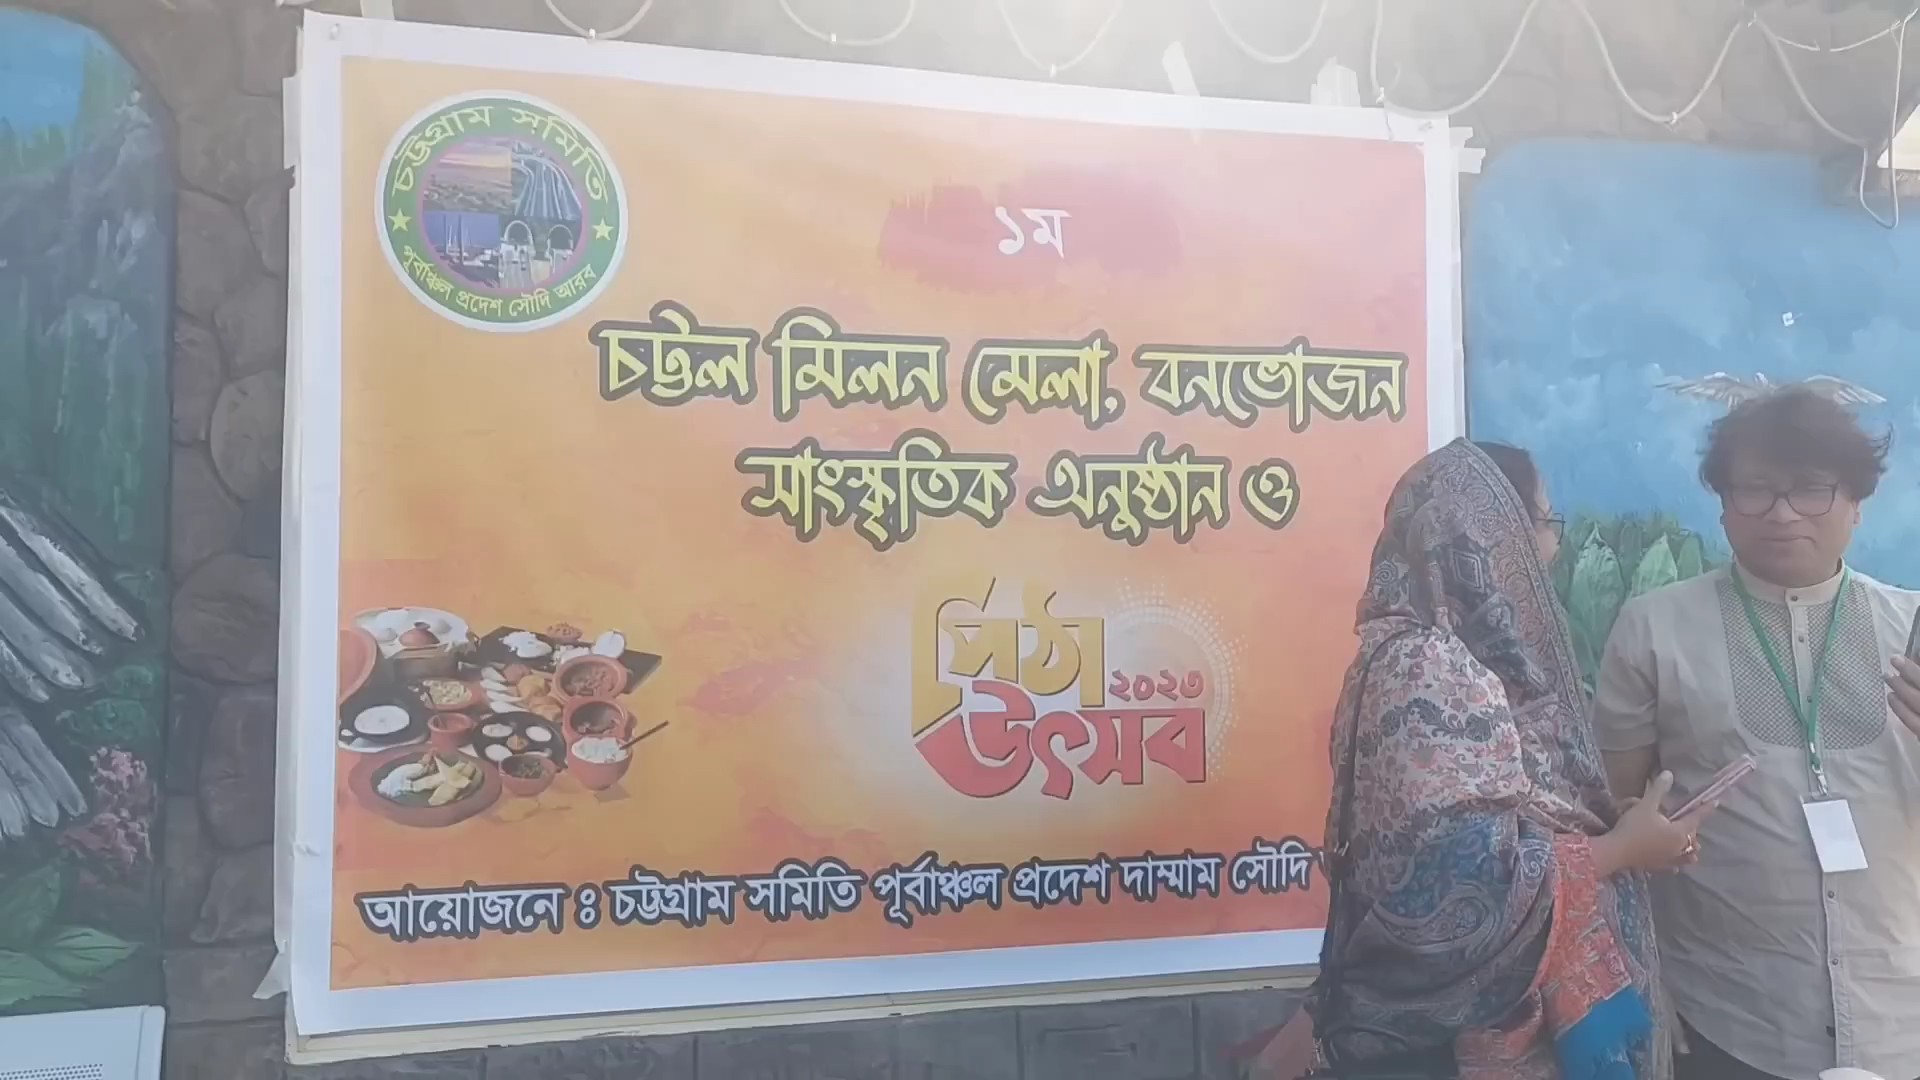 চট্টগ্রাম সমিতি
পূর্বাঞ্চল প্রদেশ সৌদি আরব
১ম
চট্টল মিলন মেলা, বনভোজন
সাংস্কৃতিক অনুষ্ঠান ও
পিঠা
২০২৩
উৎসব
আয়োজনে ঃ চট্টগ্রাম সমিতি পূর্বাঞ্চল প্রদেশ দাম্মাম সৌদি